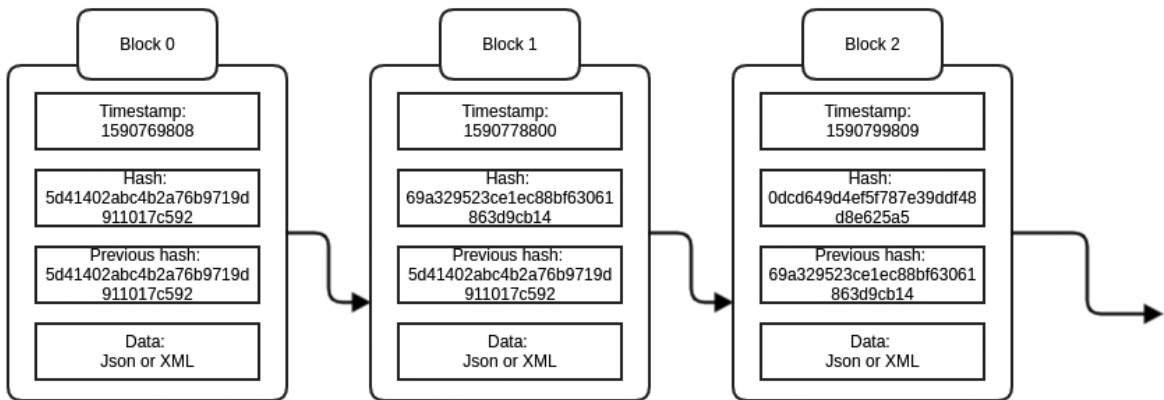 Block 0
Timestamp:
1590769808
Hash:
5d41402abc4b2a76b9719d
911017c592
Previous hash:
5d41402abc4b2a76b9719d
911017c592
Data:
Json or XML
Block 1
Timestamp:
1590778800
Hash:
69a329523ce1ec88bf63061
863d9cb14
Previous hash:
5d41402abc4b2a76b9719d
911017c592
Data:
Json or XML
Block 2
Timestamp:
1590799809
Hash:
0dcd649d4ef5f787e39ddf48
d8e625a5
Previous hash:
69a329523ce1ec88bf63061
863d9cb14
Data:
Json or XML